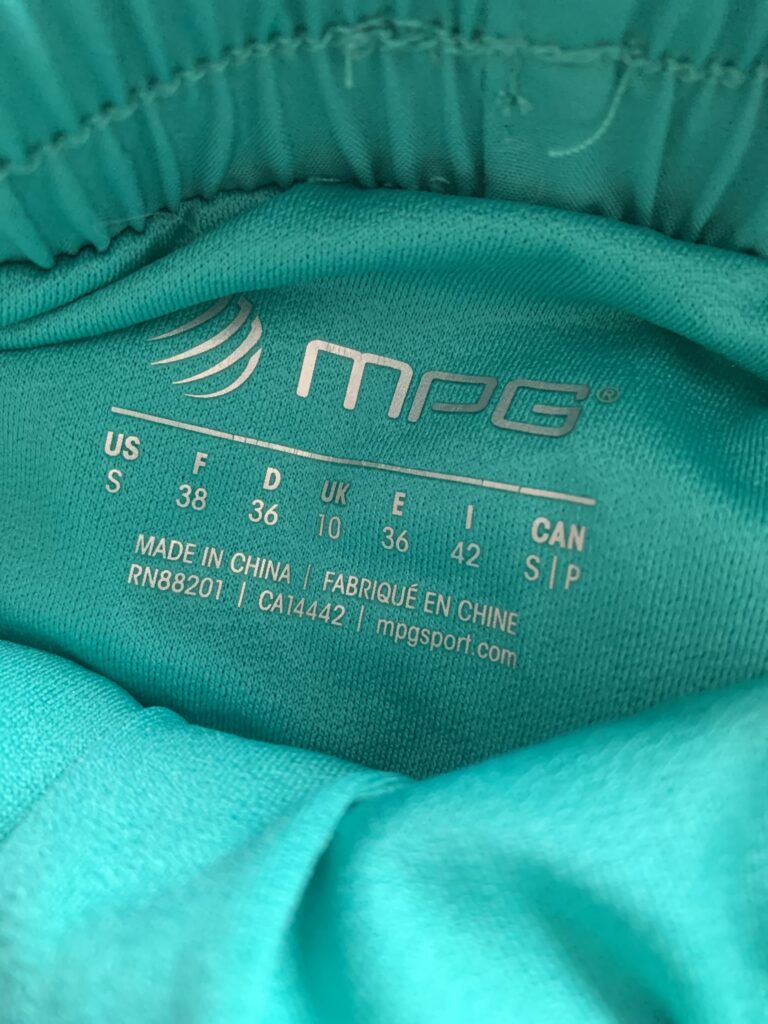 MPG®
US F D UK E I CAN
S 38 36 10 36 42 S|P
MADE IN CHINA | FABRIQUÉ EN CHINE
RN88201 | CA14442 | mpgsport.com